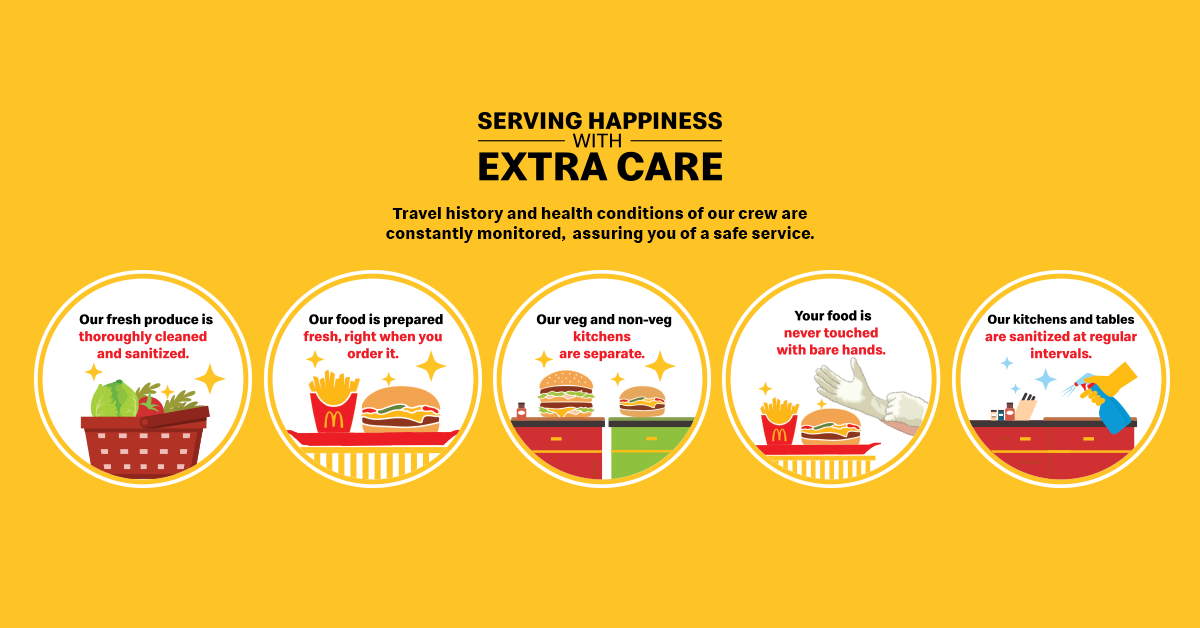 SERVING HAPPINESS
WITH
EXTRA CARE
Travel history and health conditions of our crew are
constantly monitored, assuring you of a safe service.
Our fresh produce is
thoroughly cleaned
and sanitized.
Our food is prepared
fresh, right when you
order it.
Our veg and non-veg
kitchens
are separate.
Your food is
never touched
with bare hands.
Our kitchens and tables
are sanitized at regular
intervals.